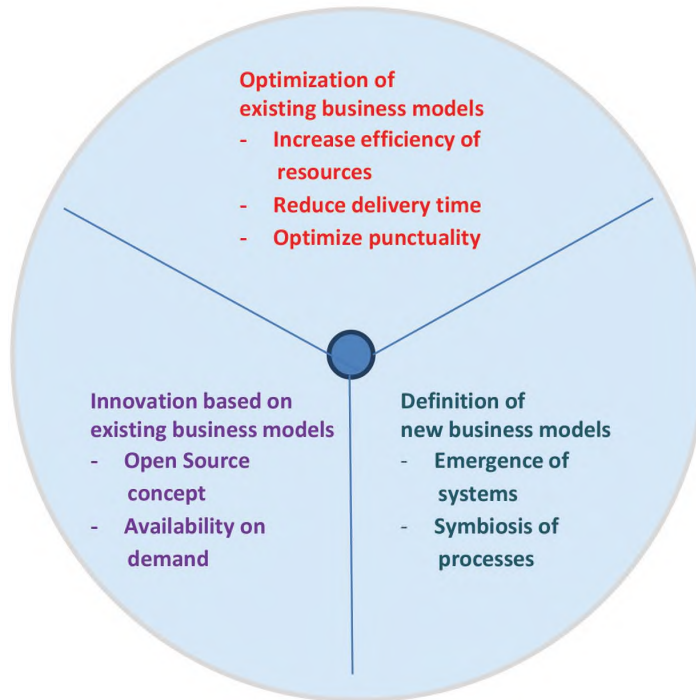 Optimization of
existing business models
- Increase efficiency of
resources
- Reduce delivery time
- Optimize punctuality
Innovation based on
existing business models
- Open Source
concept
- Availability on
demand
Definition of
new business models
- Emergence of
systems
- Symbiosis of
processes